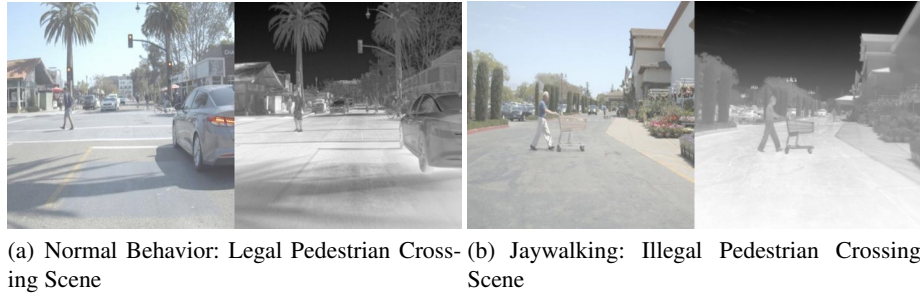 (a) Normal Behavior: Legal Pedestrian Cross-
ing Scene
(b) Jaywalking: Illegal Pedestrian Crossing
Scene